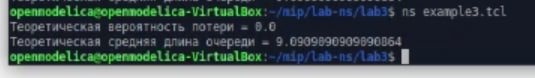 openmodelica@openmodelica-VirtualBox:~/mip/lab-ns/lab3$ ns example3.tcl
Теоретическая вероятность потери = 0.0
Теоретическая средняя длина очереди = 9.0909090909090864
openmodelica@openmodelica-VirtualBox:~/mip/lab-ns/lab3$